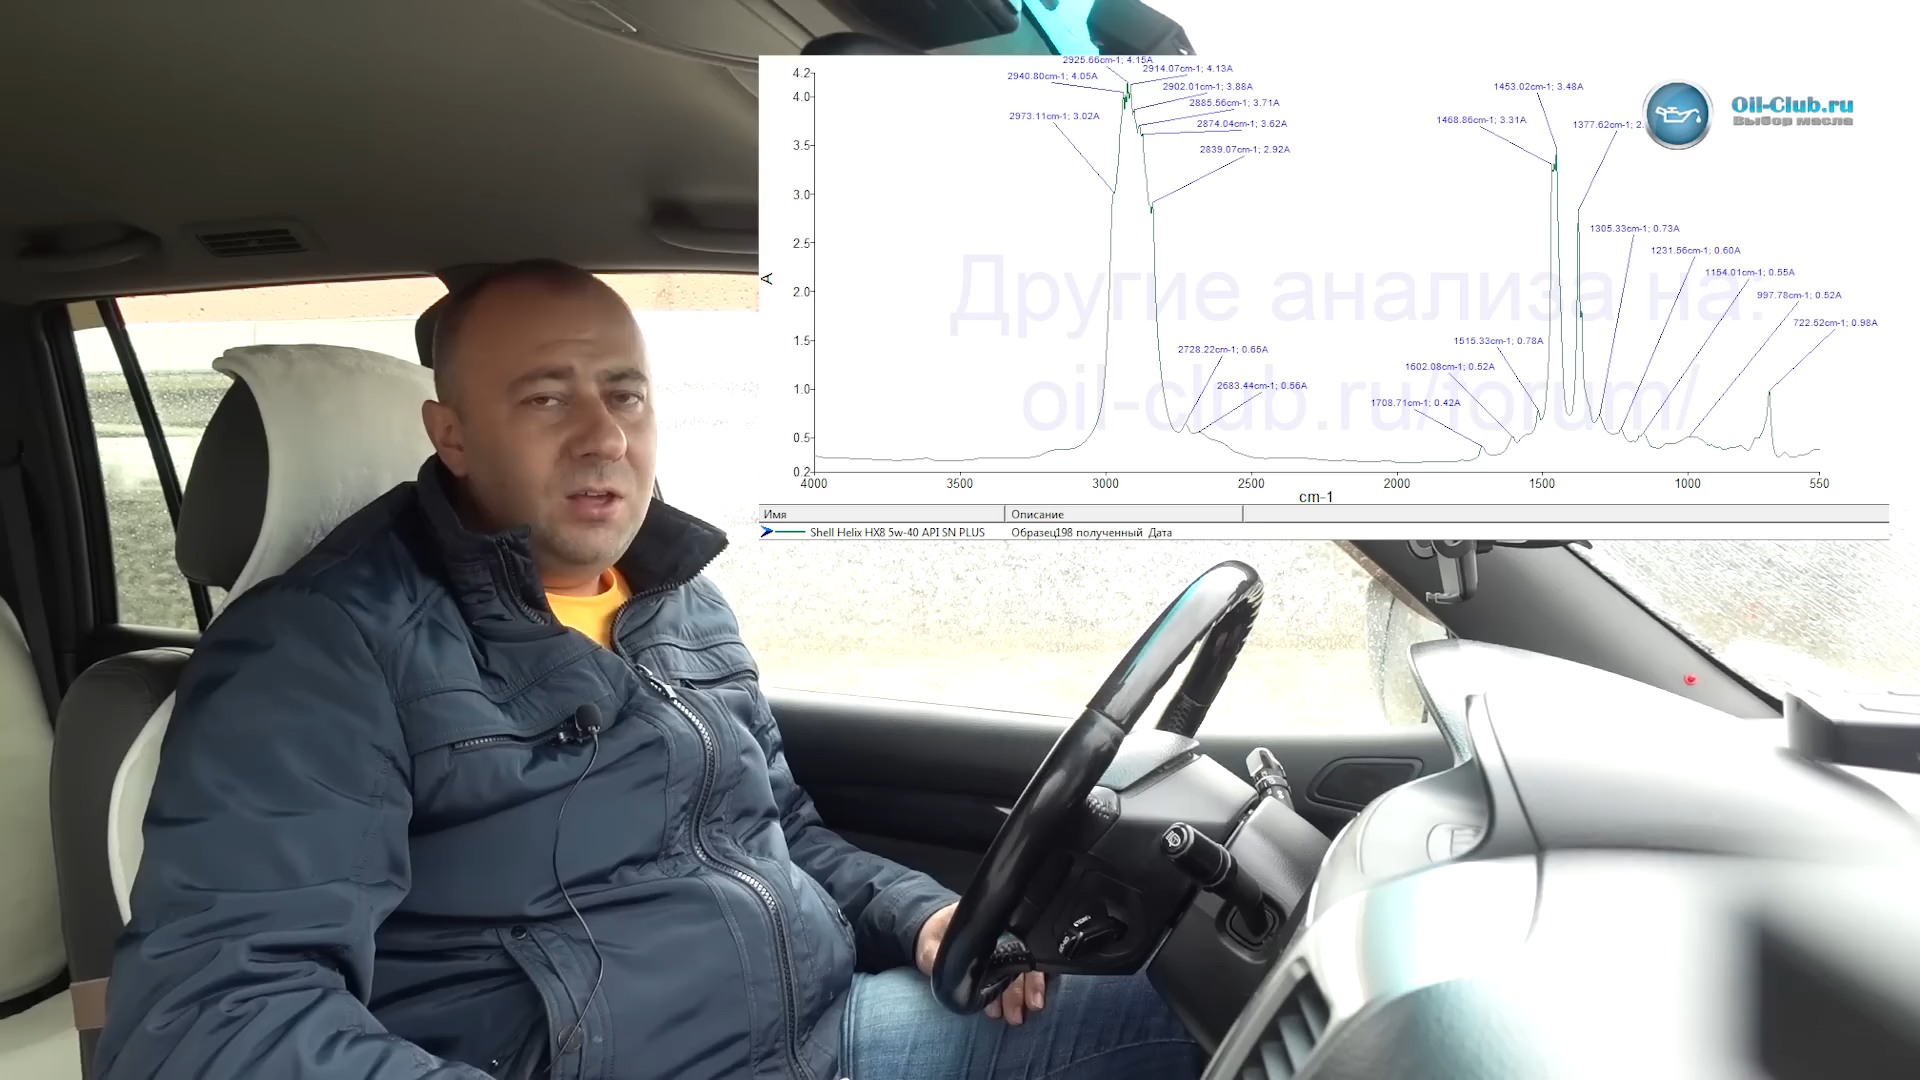 2925.66cm-1; 4.15A
2914.07cm-1; 4.13A
2940.80cm-1; 4.05A
2902.01cm-1; 3.88A
2885.56cm-1; 3.71A
2973.11cm-1; 3.02A
2874.04cm-1; 3.62A
2839.07cm-1; 2.92A
1453.02cm-1; 3.48A
1468.86cm-1; 3.31A
1377.62cm-1; 2.
Oil-Club.ru
Выбор масла
1305.33cm-1; 0.73A
1231.56cm-1; 0.60A
1154.01cm-1; 0.55A
997.78cm-1; 0.52A
722.52cm-1; 0.98A
1515.33cm-1; 0.78A
1602.08cm-1; 0.52A
1708.71cm-1; 0.42A
2728.22cm-1; 0.65A
2683.44cm-1; 0.56A
Другие анализа на:
oil-club.ru/forum/
4.2
4.0
3.5
3.0
2.5
2.0
1.5
1.0
0.5
0.2
A
4000 3500 3000 2500 2000 1500 1000 550
cm-1
Имя Описание
Shell Helix HX8 5w-40 API SN PLUS Образец198 полученный Дата